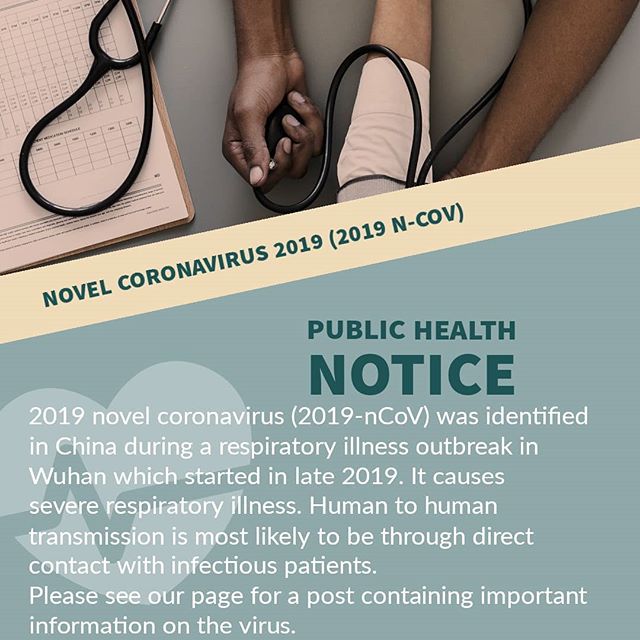 NOVEL CORONAVIRUS 2019 (2019 N-COV)
PUBLIC HEALTH
NOTICE
2019 novel coronavirus (2019-nCoV) was identified
in China during a respiratory illness outbreak in
Wuhan which started in late 2019. It causes
severe respiratory illness. Human to human
transmission is most likely to be through direct
contact with infectious patients.
Please see our page for a post containing important
information on the virus.